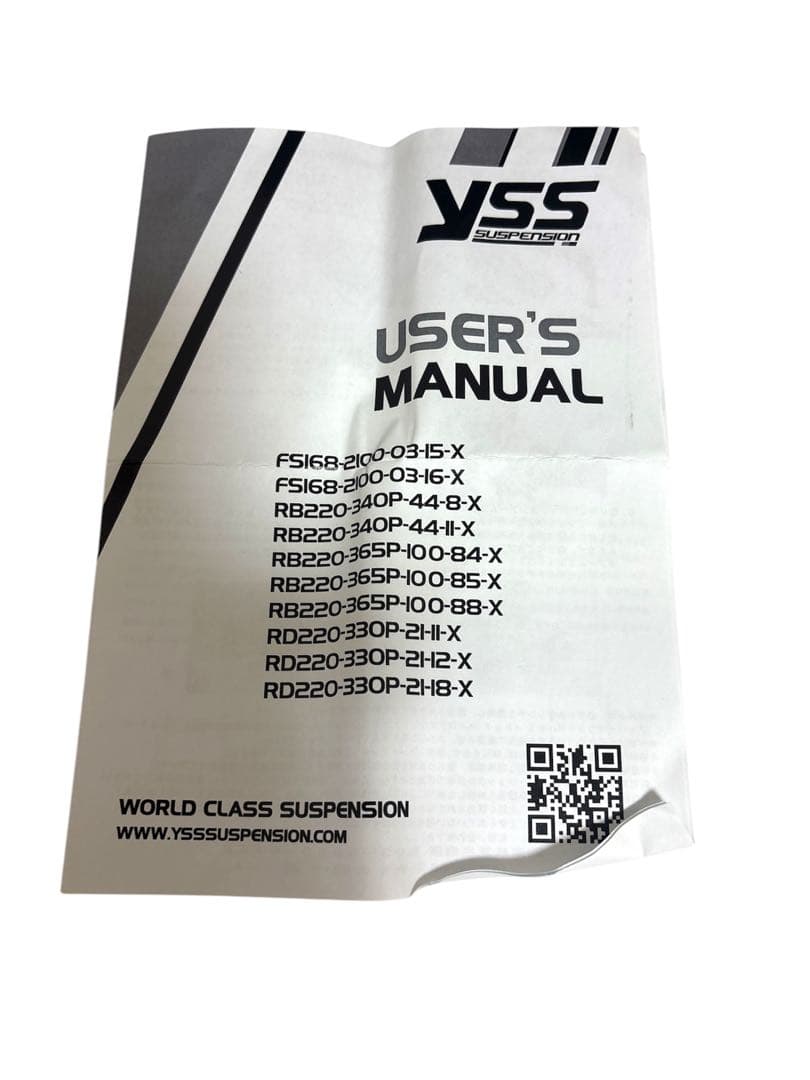 YSS
SUSPENSION
USER'S
MANUAL
FS168-2100-03-15-X
FS168-2100-03-16-X
RB220-340P-44-8-X
RB220-340P-44-11-X
RB220-365P-100-84-X
RB220-365P-100-85-X
RB220-365P-100-88-X
RD220-330P-21-11-X
RD220-330P-21-12-X
RD220-330P-21-18-X
WORLD CLASS SUSPENSION
WWW.YSSSUSPENSION.COM